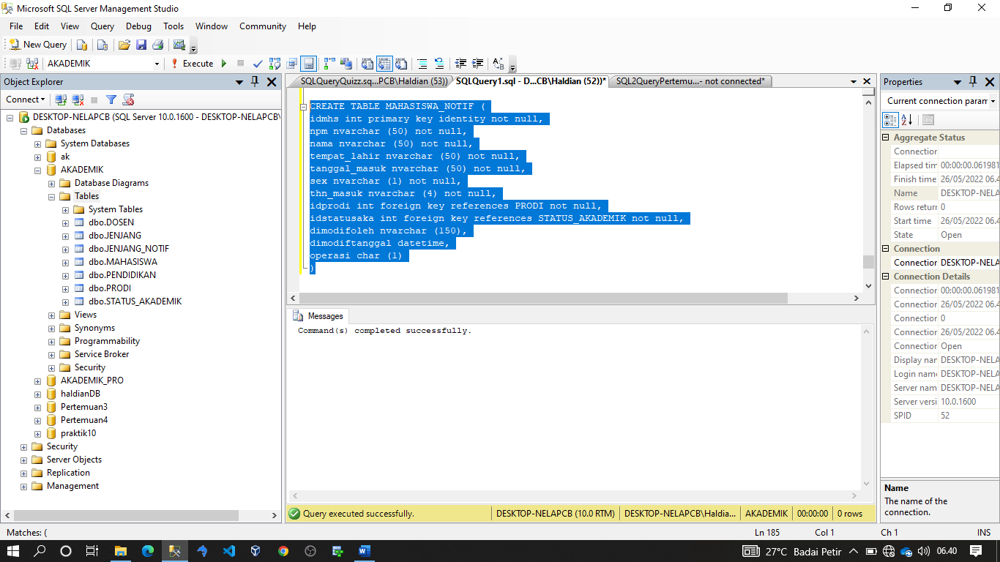 Microsoft SQL Server Management Studio
File Edit View Query Debug Tools Window Community Help
New Query
AKADEMIK Execute
Object Explorer
Connect
DESKTOP-NELAPCB (SQL Server 10.0.1600 - DESKTOP-NELAPCB\
Databases
System Databases
ak
AKADEMIK
Database Diagrams
Tables
System Tables
dbo.DOSEN
dbo.JENJANG
dbo.JENJANG_NOTIF
dbo.MAHASISWA
dbo.PENDIDIKAN
dbo.PRODI
dbo.STATUS_AKADEMIK
Views
Synonyms
Programmability
Service Broker
Security
AKADEMIK_PRO
haldianDB
Pertemuan3
Pertemuan4
praktik10
Security
Server Objects
Replication
Management
SQLQueryQuizz.sq...PCB\Haldian (53)) SQLQuery1.sql - D...CB\Haldian (52))* SQL2QueryPertemu...- not connected*
CREATE TABLE MAHASISWA_NOTIF (
idmhs int primary key identity not null,
npm nvarchar (50) not null,
nama nvarchar (50) not null,
tempat_lahir nvarchar (50) not null,
tanggal_masuk nvarchar (50) not null,
sex nvarchar (1) not null,
thn_masuk nvarchar (4) not null,
idprodi int foreign key references PRODI not null,
idstatusaka int foreign key references STATUS_AKADEMIK not null,
dimodifoleh nvarchar (150),
dimodiftanggal datetime,
operasi char (1)
)
Messages
Command(s) completed successfully.
Query executed successfully. DESKTOP-NELAPCB (10.0 RTM) DESKTOP-NELAPCB\Haldia... AKADEMIK 00:00:00 0 rows
Properties
Current connection param
Aggregate Status
Connection
Elapsed tim 00:00:00.061981
Finish time 26/05/2022 06.4
Name DESKTOP-NELA
Rows returr 0
Start time 26/05/2022 06.4
State Open
Connection
Connection DESKTOP-NELA
Connection Details
Connection 00:00:00.061981
Connection 26/05/2022 06.4
Connection 0
Connection 26/05/2022 06.4
Connection Open
Display nar DESKTOP-NELA
Login name DESKTOP-NELA
Server nam DESKTOP-NELA
Server versi 10.0.1600
SPID 52
Name
The name of the
connection.
Matches: ( Ln 185 Col 1 Ch 1 INS
27°C Badai Petir 06.40